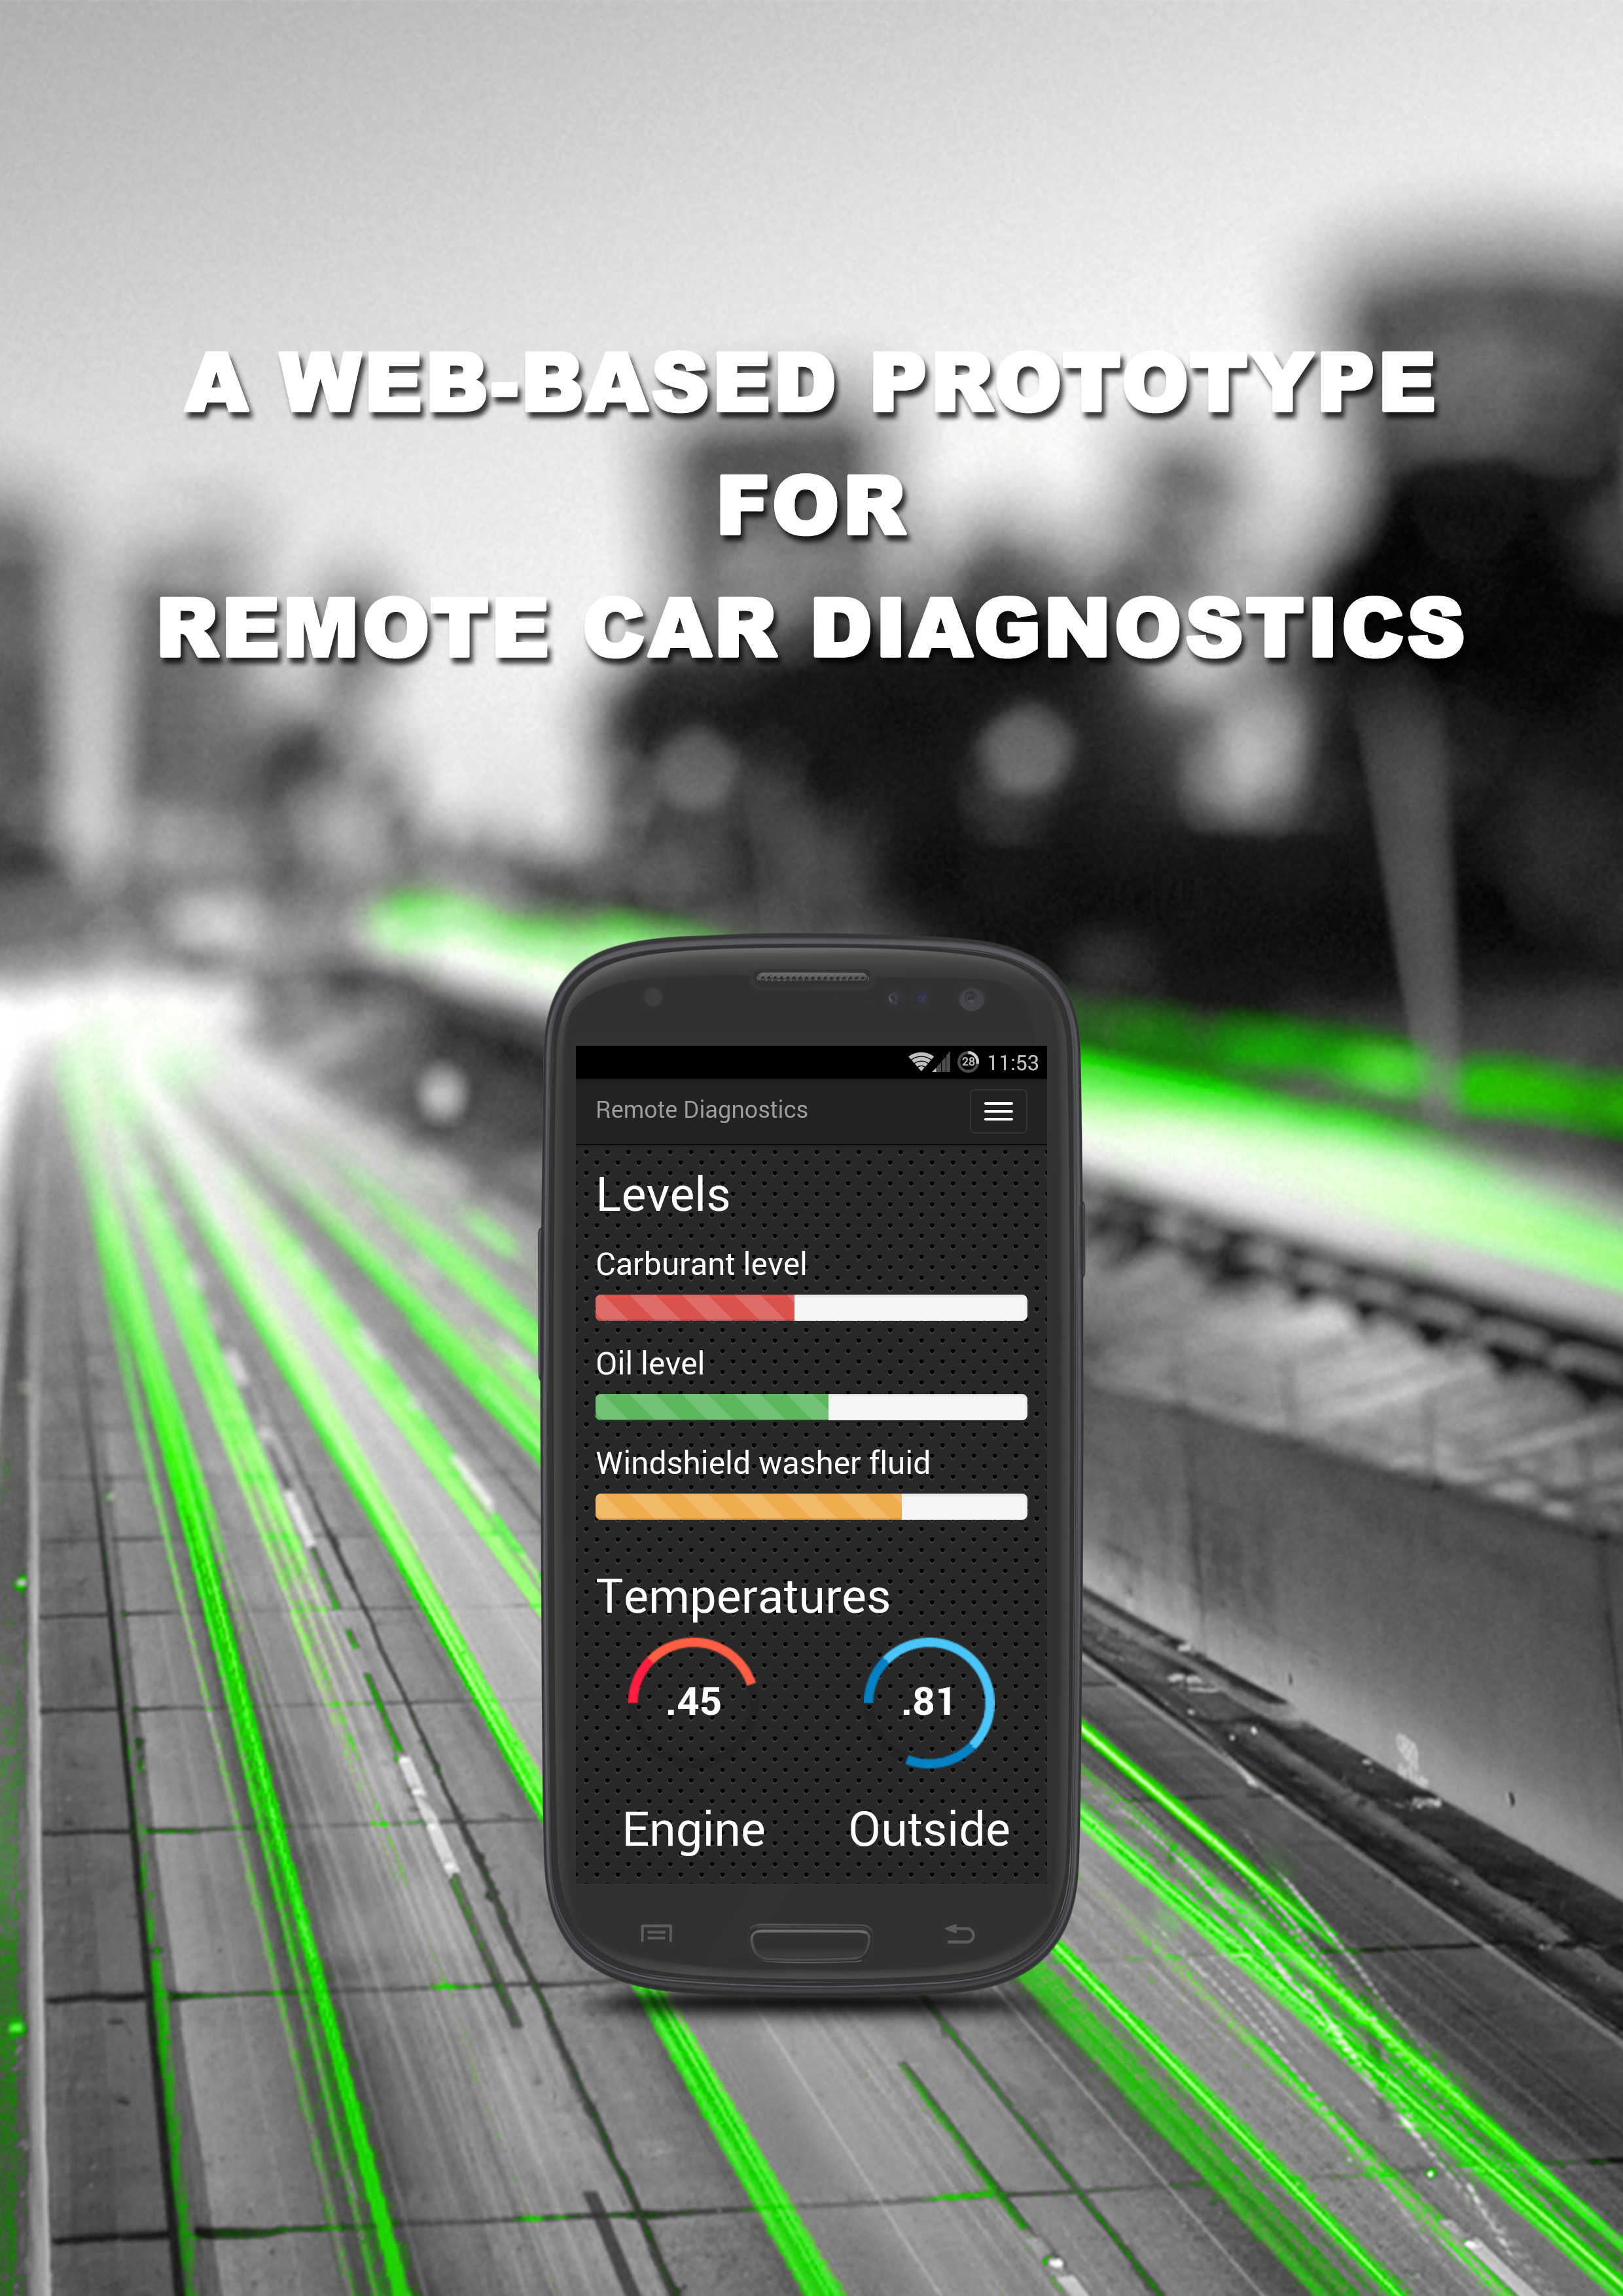 A WEB-BASED PROTOTYPE
FOR
REMOTE CAR DIAGNOSTICS
28 11:53
Remote Diagnostics
Levels
Carburant level
Oil level
Windshield washer fluid
Temperatures
.45 .81
Engine Outside